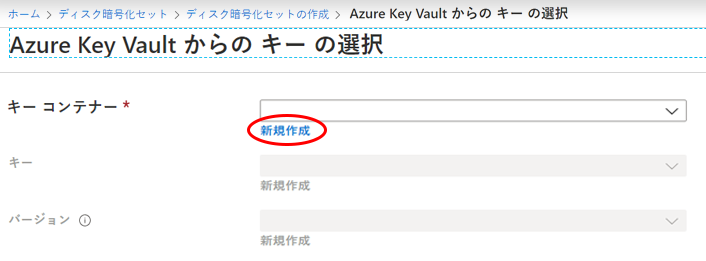 ホーム > ディスク暗号化セット > ディスク暗号化セットの作成 > Azure Key Vault からの キー の選択
Azure Key Vault からの キー の選択
キー コンテナー *
新規作成
キー
新規作成
バージョン
新規作成